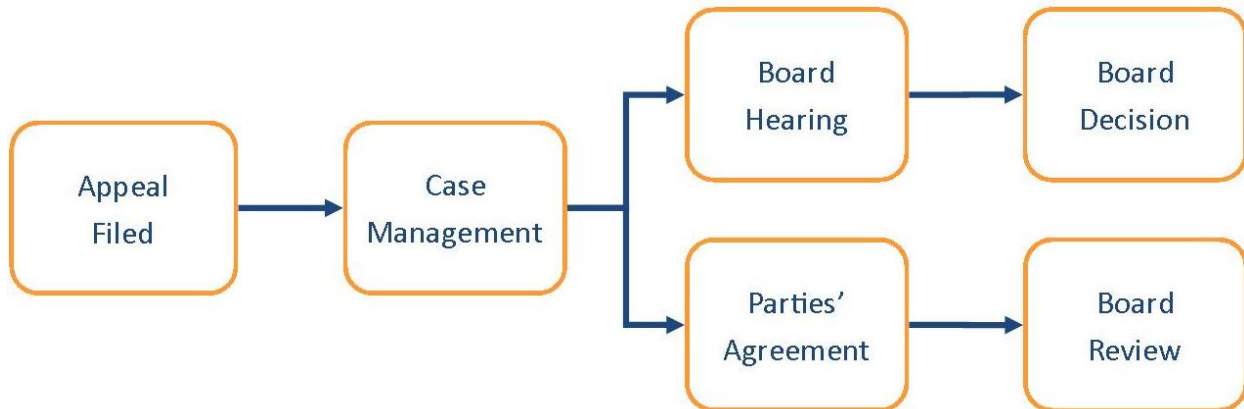 Appeal
Filed
Case
Management
Board
Hearing
Board
Decision
Parties’
Agreement
Board
Review